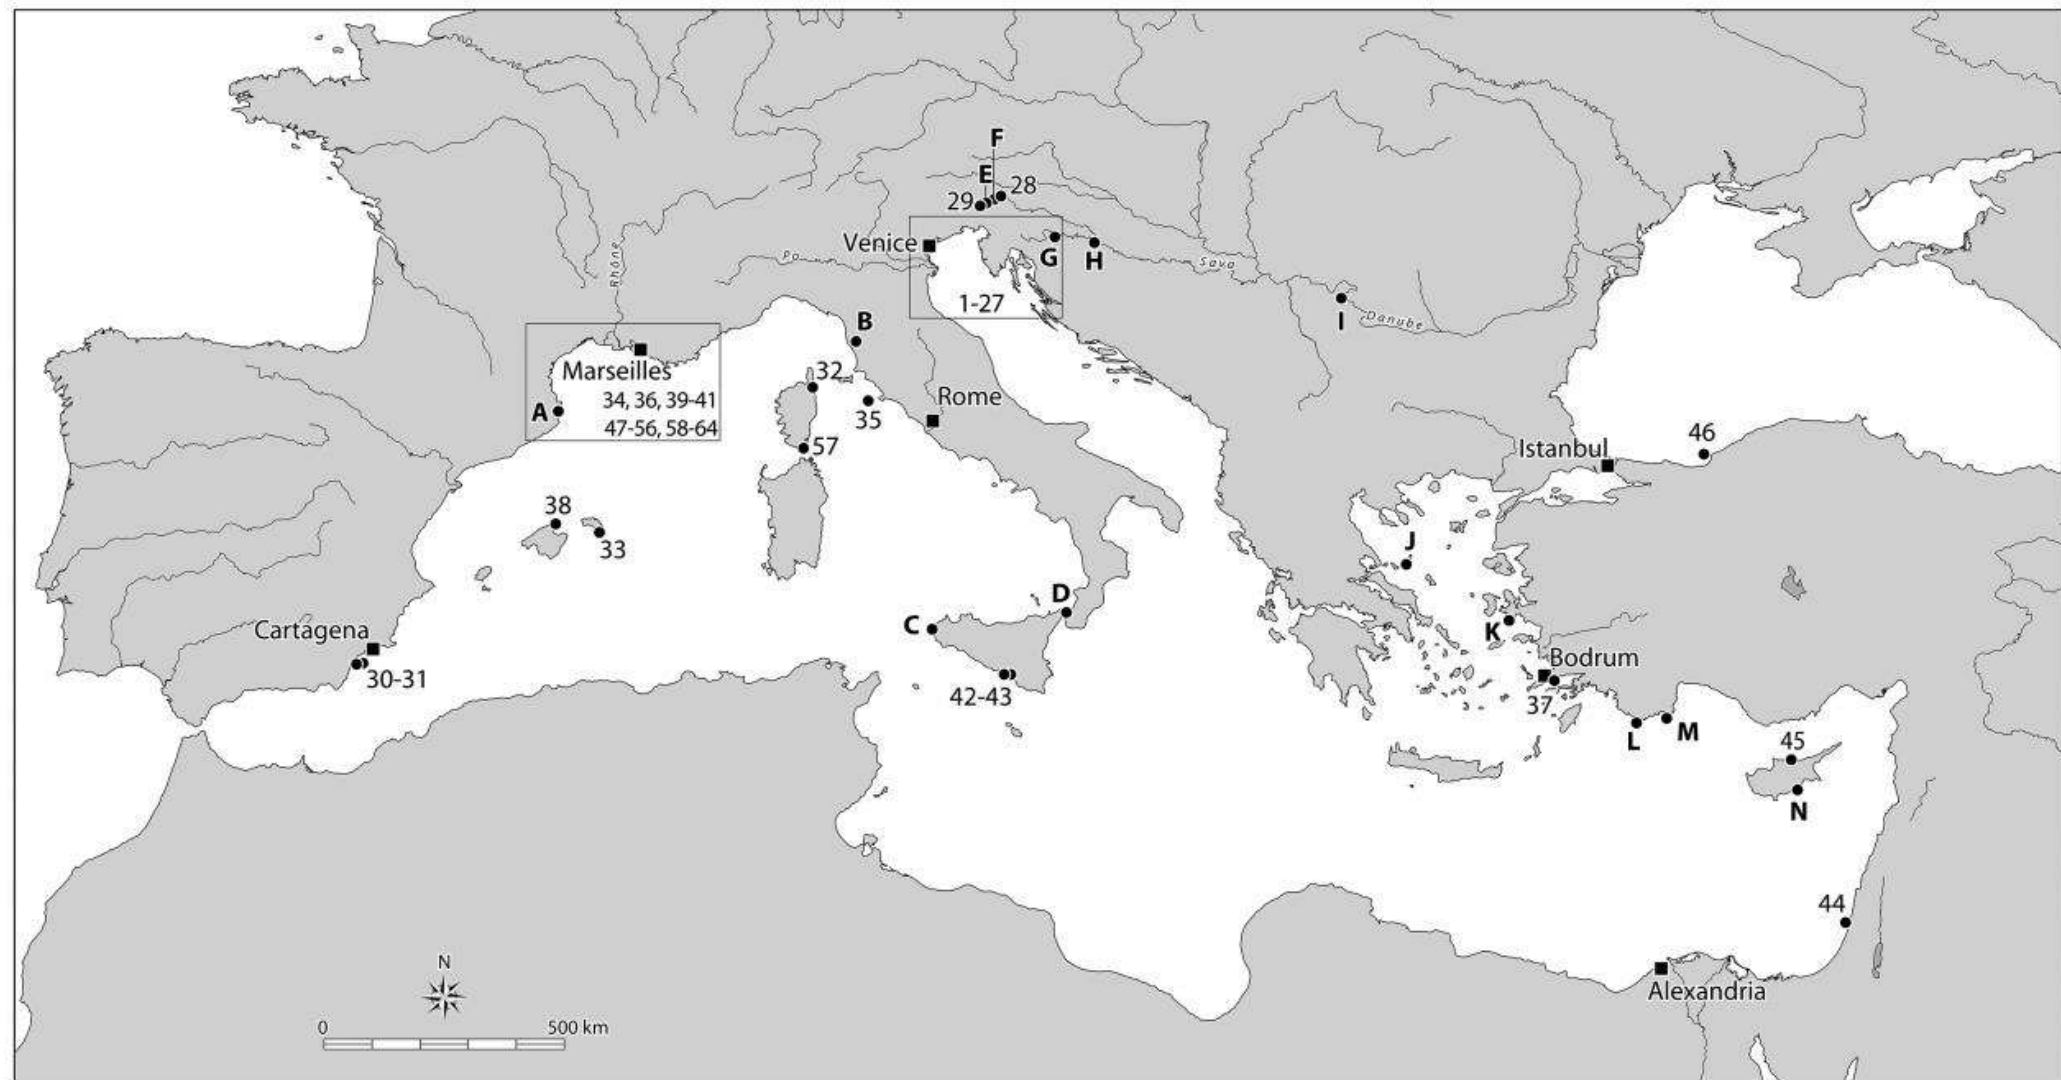 F
E
28
29
Venice
G
H
Sava
Rhône
Po
1-27
I
Danube
B
Marseilles
32
34, 36, 39-41
A
35
Rome
47-56, 58-64
57
Istanbul
46
38
33
J
D
Cartagena
C
K
30-31
42-43
Bodrum
37
L
M
45
N
44
Alexandria
N
0 500 km